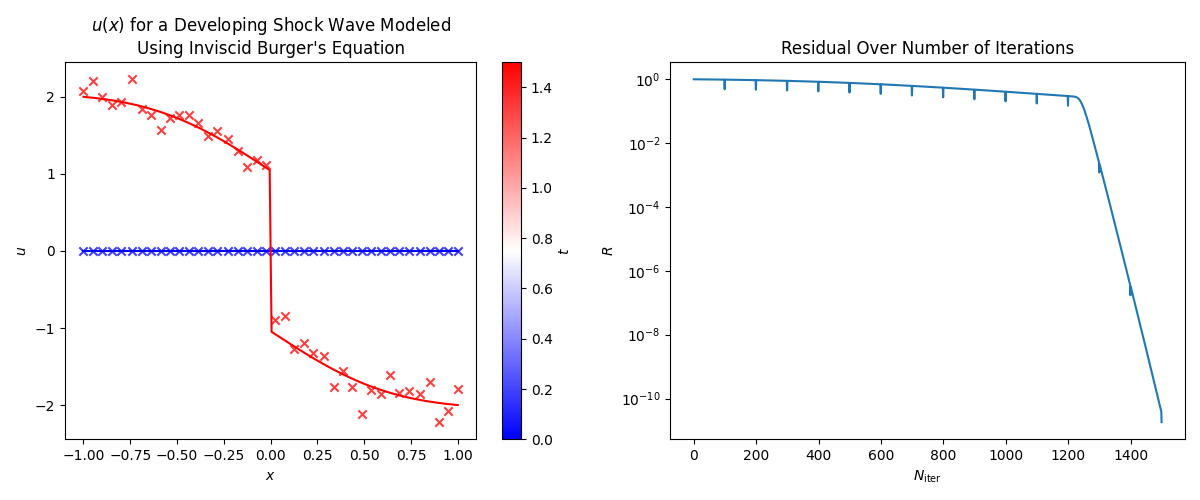 u(x) for a Developing Shock Wave Modeled
Using Inviscid Burger's Equation
2
1
0
−1
−2
u
−1.00 −0.75 −0.50 −0.25 0.00 0.25 0.50 0.75 1.00
x
1.4
1.2
1.0
0.8
0.6
0.4
0.2
0.0
t
Residual Over Number of Iterations
10⁰
10⁻²
10⁻⁴
10⁻⁶
10⁻⁸
10⁻¹⁰
R
0 200 400 600 800 1000 1200 1400
N_iter